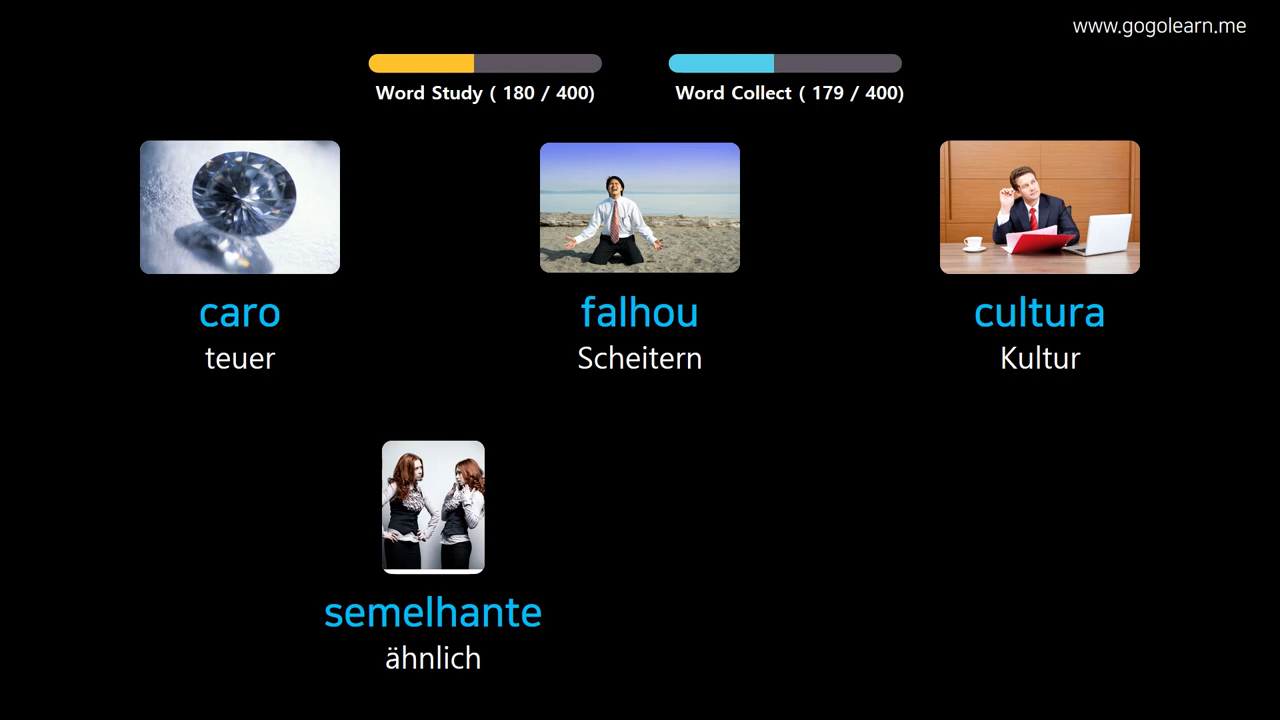 www.gogolearn.me
Word Study ( 180 / 400)
Word Collect ( 179 / 400)
caro
teuer
falhou
Scheitern
cultura
Kultur
semelhante
ähnlich